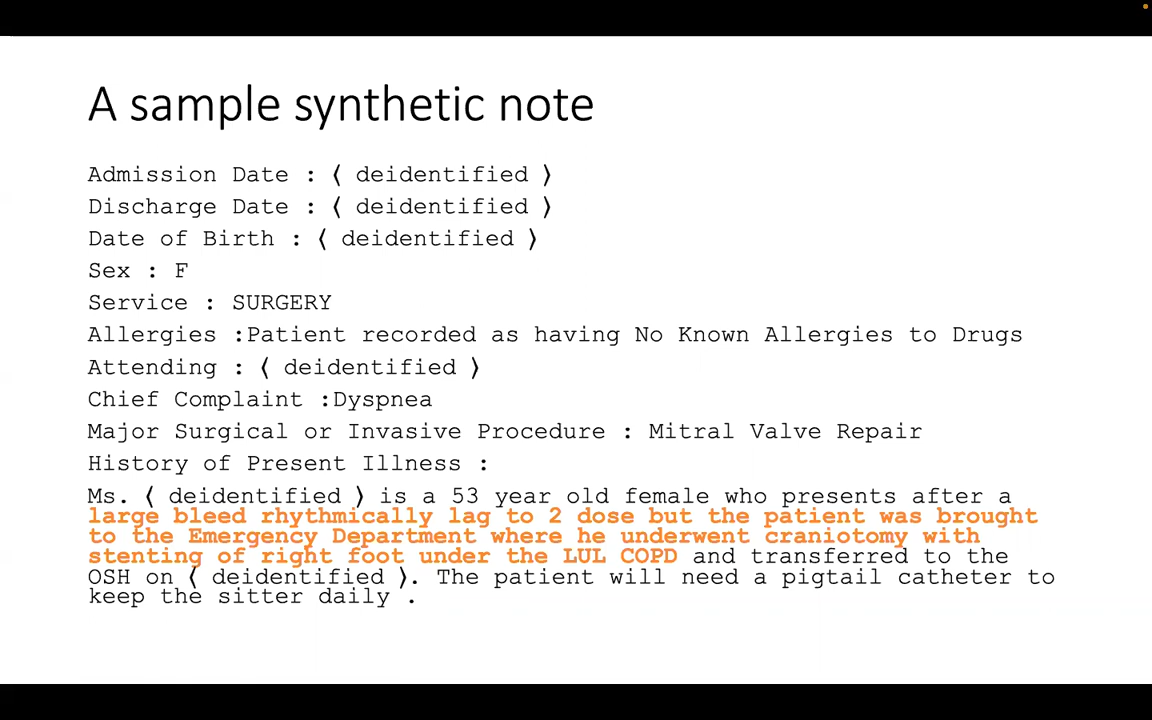 A sample synthetic note
Admission Date : ⟨ deidentified ⟩
Discharge Date : ⟨ deidentified ⟩
Date of Birth : ⟨ deidentified ⟩
Sex : F
Service : SURGERY
Allergies :Patient recorded as having No Known Allergies to Drugs
Attending : ⟨ deidentified ⟩
Chief Complaint :Dyspnea
Major Surgical or Invasive Procedure : Mitral Valve Repair
History of Present Illness :
Ms. ⟨ deidentified ⟩ is a 53 year old female who presents after a
large bleed rhythmically lag to 2 dose but the patient was brought
to the Emergency Department where he underwent craniotomy with
stenting of right foot under the LUL COPD and transferred to the
OSH on ⟨ deidentified ⟩. The patient will need a pigtail catheter to
keep the sitter daily .